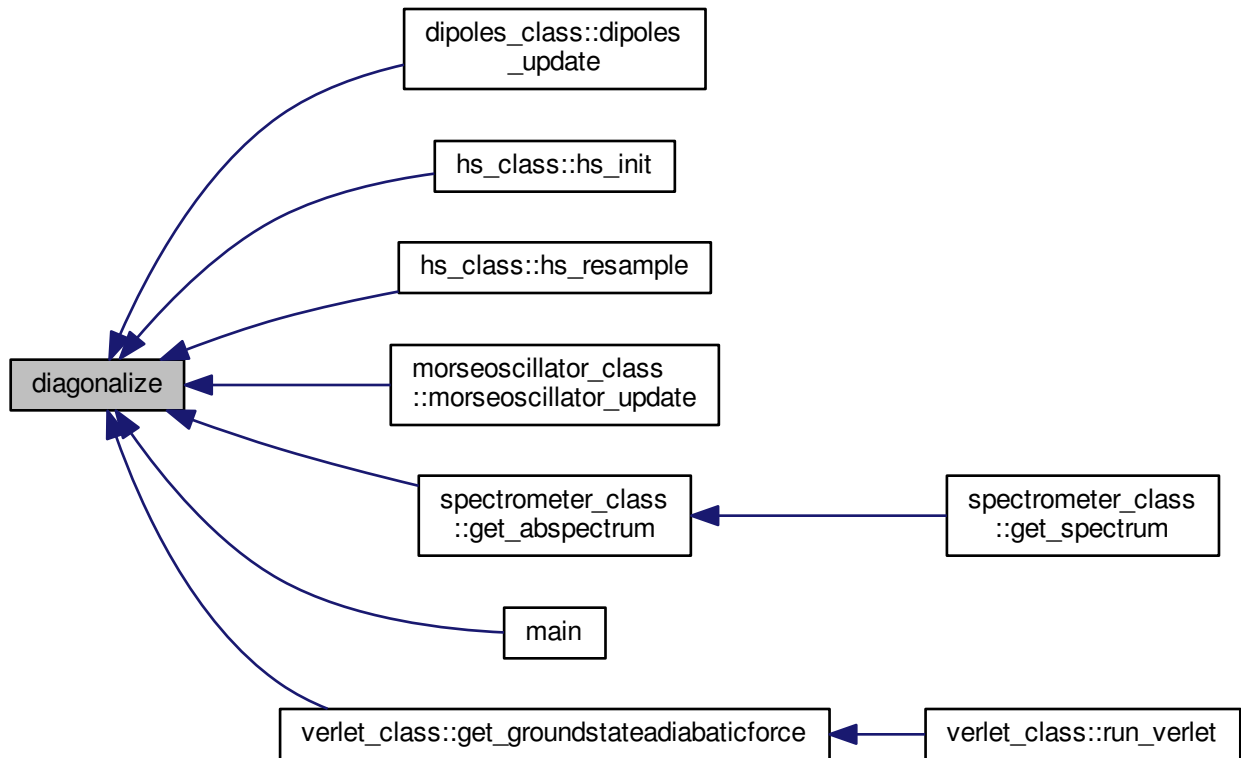 dipoles_class::dipoles
_update
hs_class::hs_init
hs_class::hs_resample
diagonalize
morseoscillator_class
::morseoscillator_update
spectrometer_class
::get_abspectrum
spectrometer_class
::get_spectrum
main
verlet_class::get_groundstateadiabaticforce
verlet_class::run_verlet